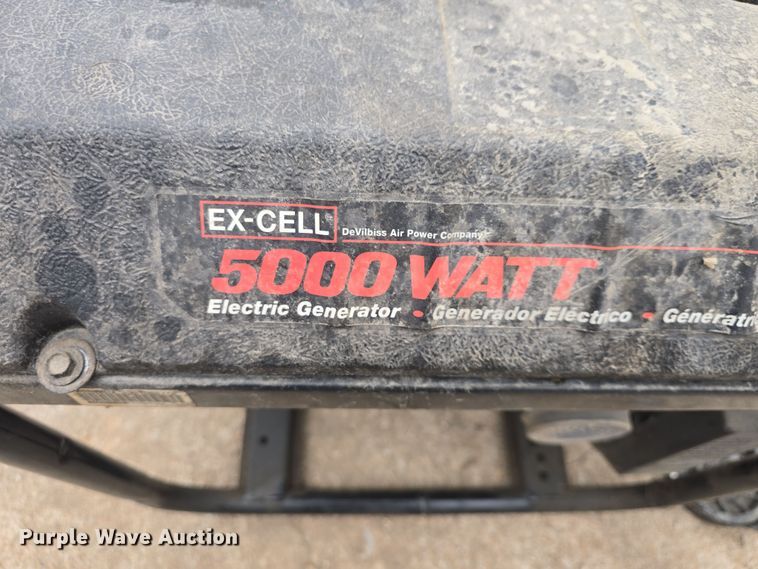 EX-CELL DeVilbiss Air Power Company
5000 WATT
Electric Generator • Generador Eléctrico •
Purple Wave Auction